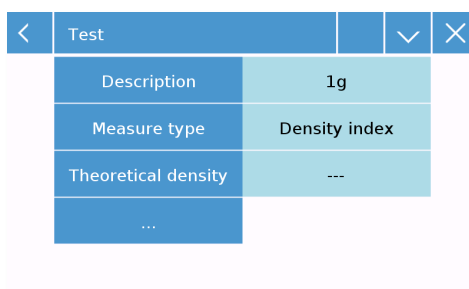 Test
Description 1g
Measure type Density index
Theoretical density ---
...